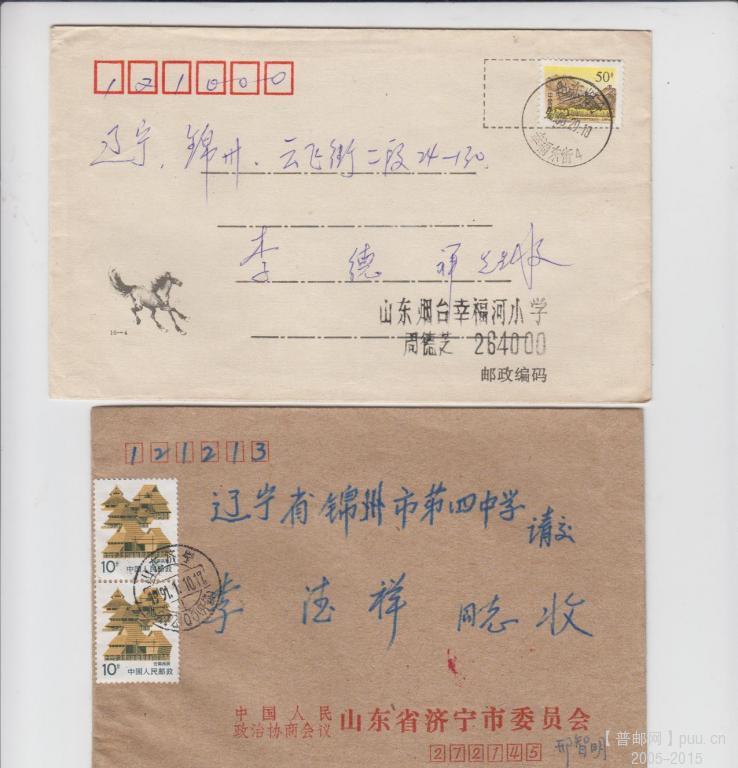 121000
50分
辽宁.锦州.云飞街二段24-130
李德祥先生收
16-4
山东烟台幸福河小学
周德芝 264000
邮政编码
121213
辽宁省锦州市第四中学
请交
李德祥 同志 收
10分
中国人民邮政
10分
中国人民邮政
中国人民
政治协商会议 山东省济宁市委员会
272145 邢智明
【普邮网】puu.cn
2005-2015